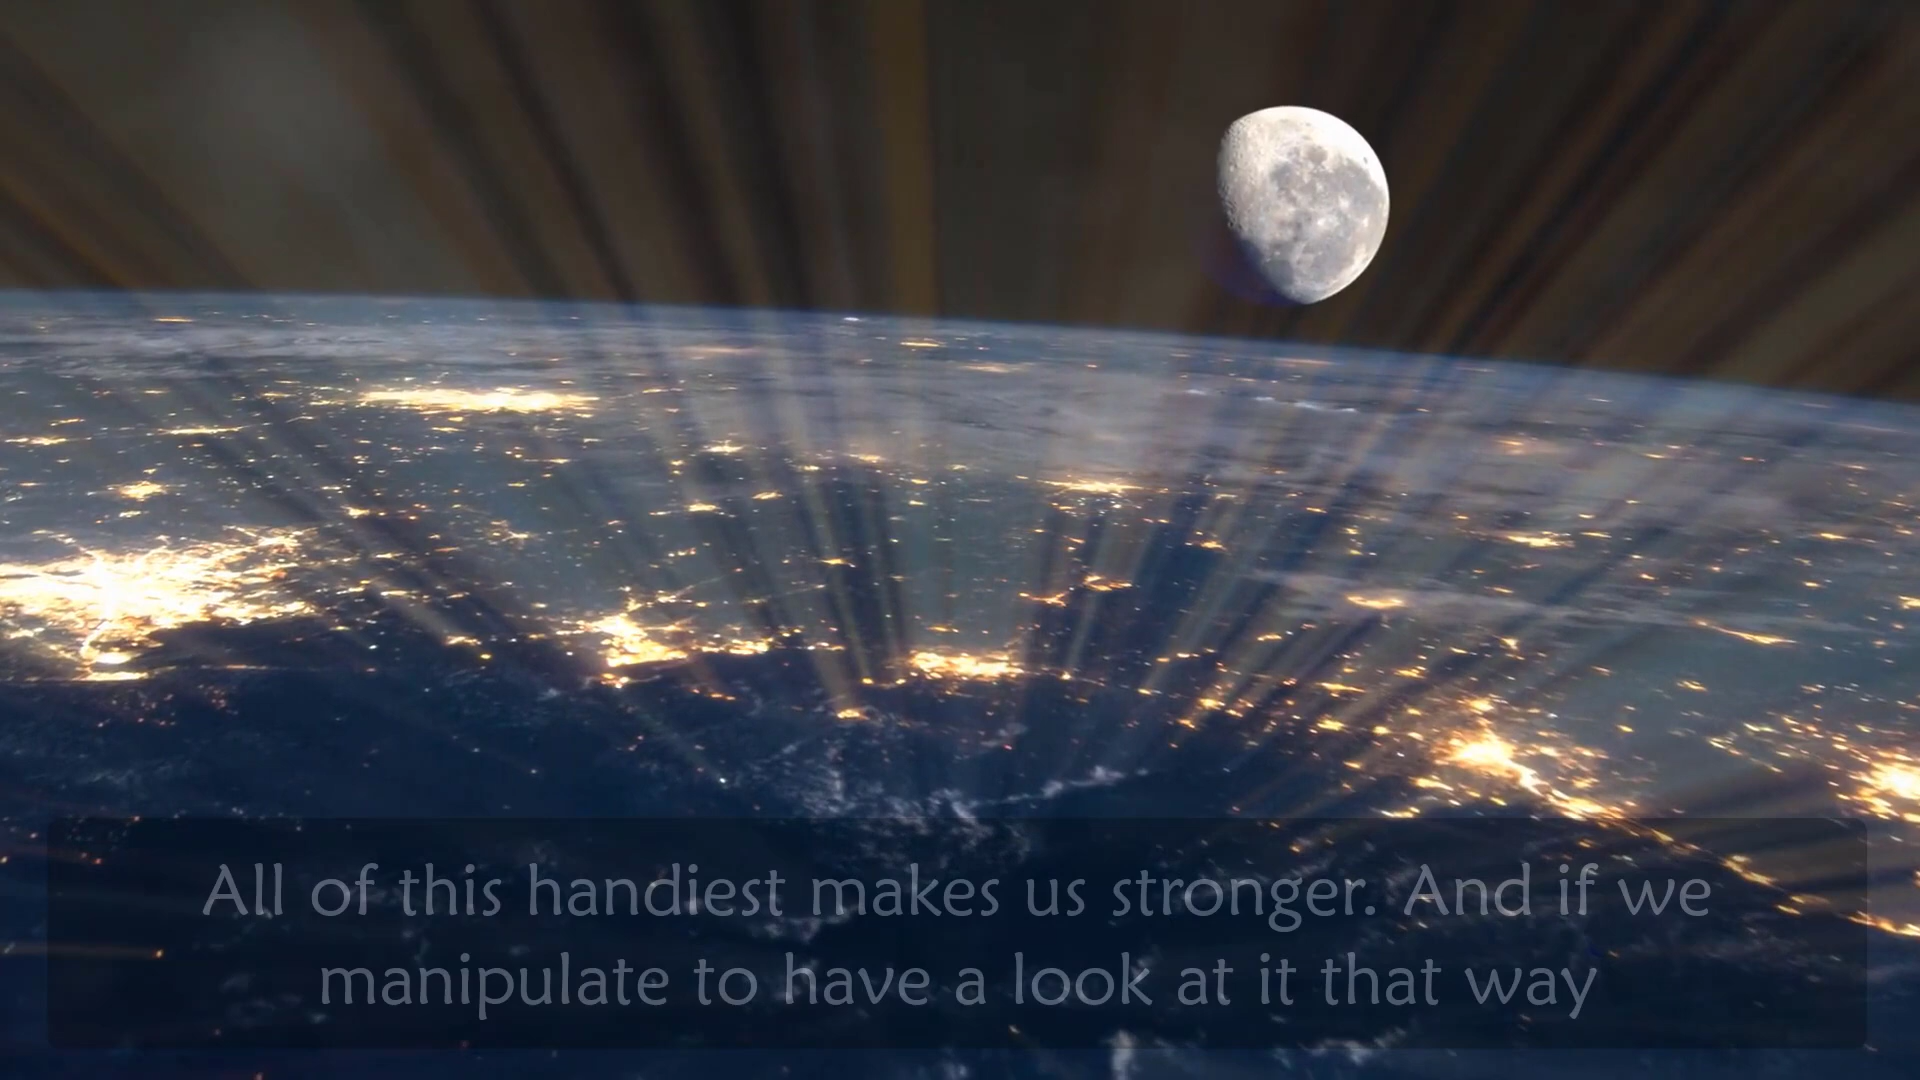 All of this handiest makes us stronger. And if we
manipulate to have a look at it that way